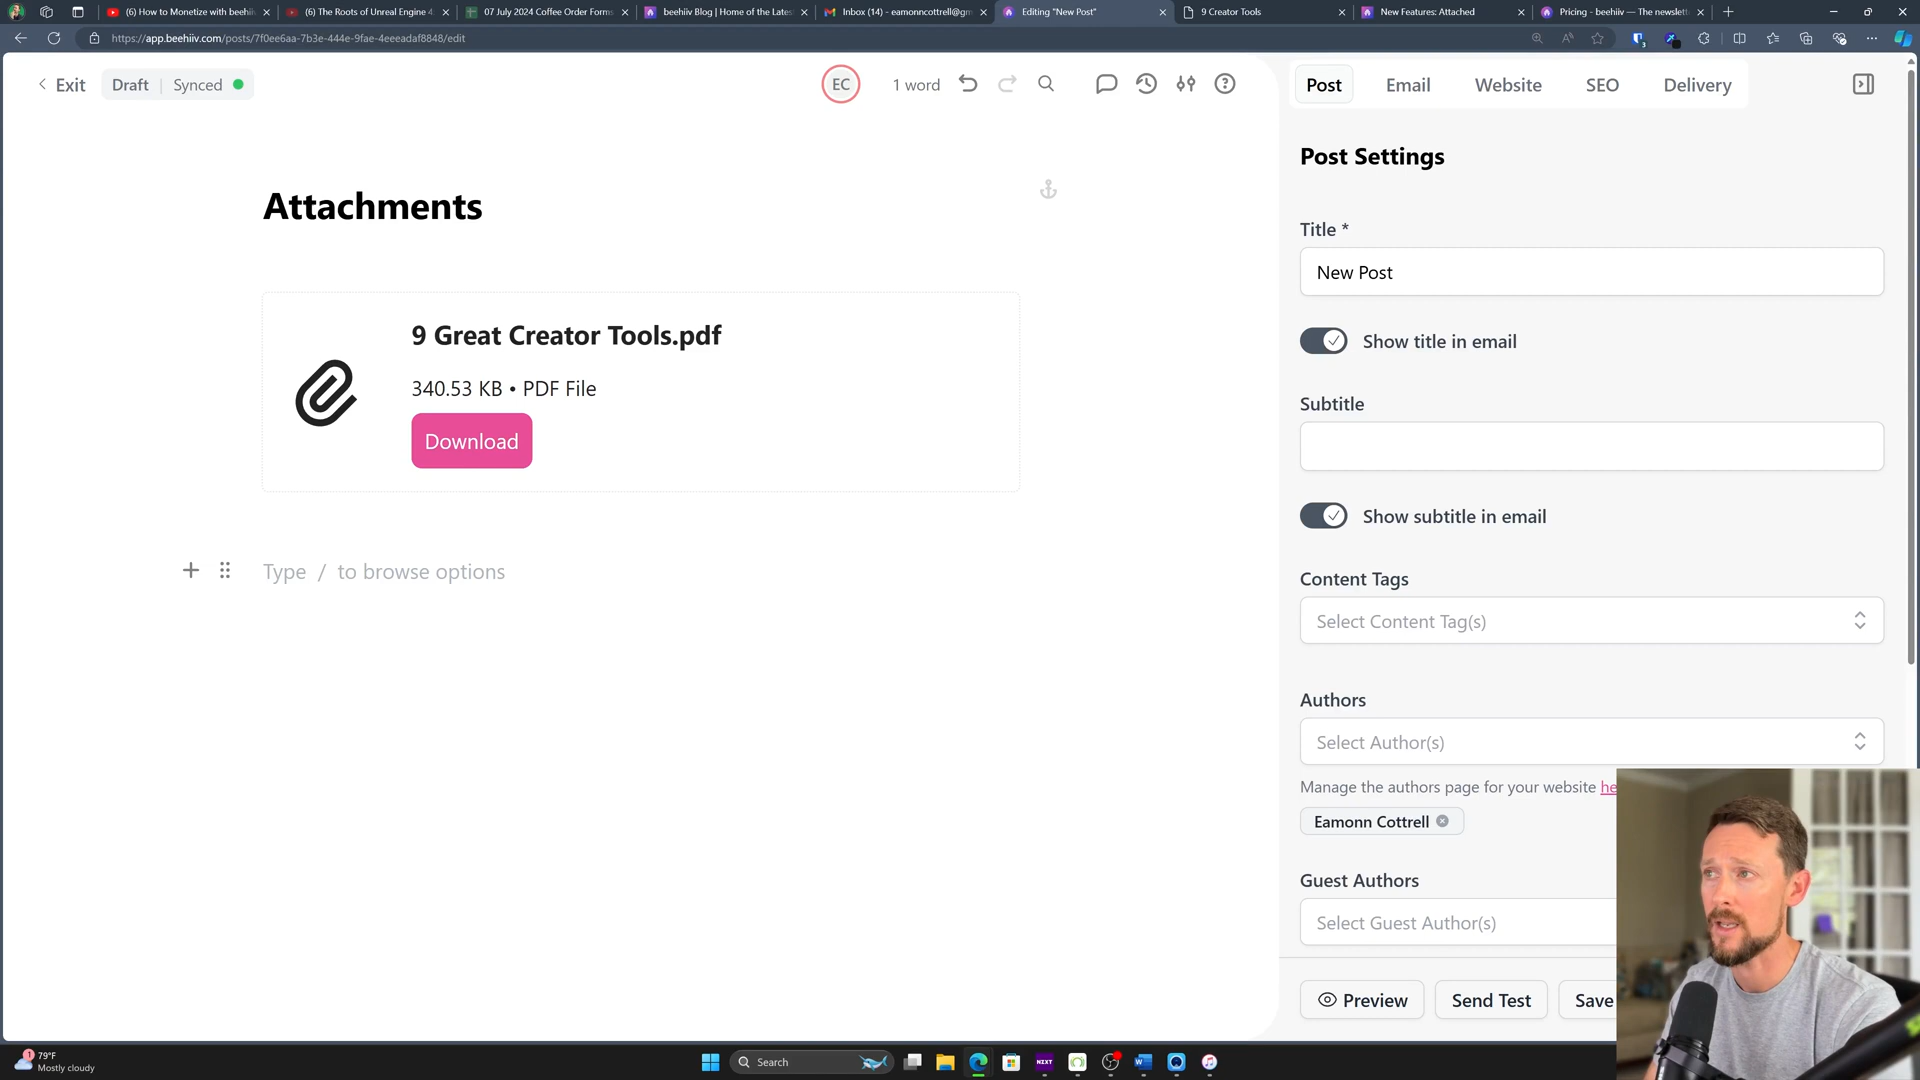 (6) How to Monetize with beehii
(6) The Roots of Unreal Engine 4
07 July 2024 Coffee Order Forms
beehiiv Blog | Home of the Lates
Inbox (14) - eamonncottrell@gm
Editing "New Post"
9 Creator Tools
New Features: Attached
Pricing - beehiiv — The newslett
https://app.beehiiv.com/posts/7f0ee6aa-7b3e-444e-9fae-4eeeadaf8848/edit
Exit
Draft | Synced
EC
1 word
Post
Email
Website
SEO
Delivery
Attachments
9 Great Creator Tools.pdf
340.53 KB • PDF File
Download
Type / to browse options
Post Settings
Title *
New Post
Show title in email
Subtitle
Show subtitle in email
Content Tags
Select Content Tag(s)
Authors
Select Author(s)
Manage the authors page for your website he
Eamonn Cottrell
Guest Authors
Select Guest Author(s)
Preview
Send Test
Save
1
79°F
Mostly cloudy
Search
NEXT